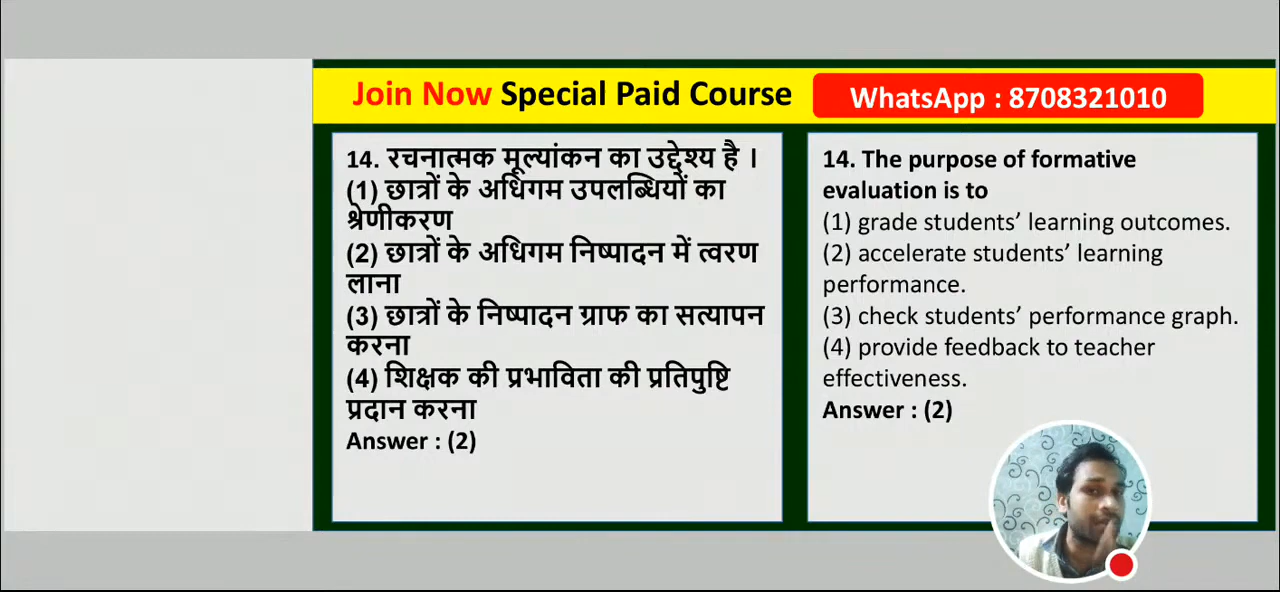 Join Now Special Paid Course
WhatsApp : 8708321010
14. रचनात्मक मूल्यांकन का उद्देश्य है ।
(1) छात्रों के अधिगम उपलब्धियों का
श्रेणीकरण
(2) छात्रों के अधिगम निष्पादन में त्वरण
लाना
(3) छात्रों के निष्पादन ग्राफ का सत्यापन
करना
(4) शिक्षक की प्रभाविता की प्रतिपुष्टि
प्रदान करना
Answer : (2)
14. The purpose of formative
evaluation is to
(1) grade students’ learning outcomes.
(2) accelerate students’ learning
performance.
(3) check students’ performance graph.
(4) provide feedback to teacher
effectiveness.
Answer : (2)